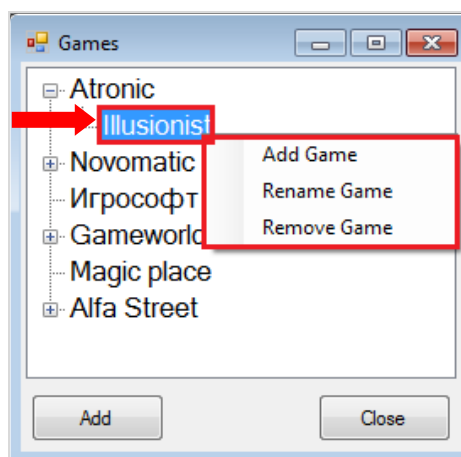 Games
Atronic
Illusionist
Add Game
Novomatic
Rename Game
Игрософт
Remove Game
Gameworld
Magic place
Alfa Street
Add
Close